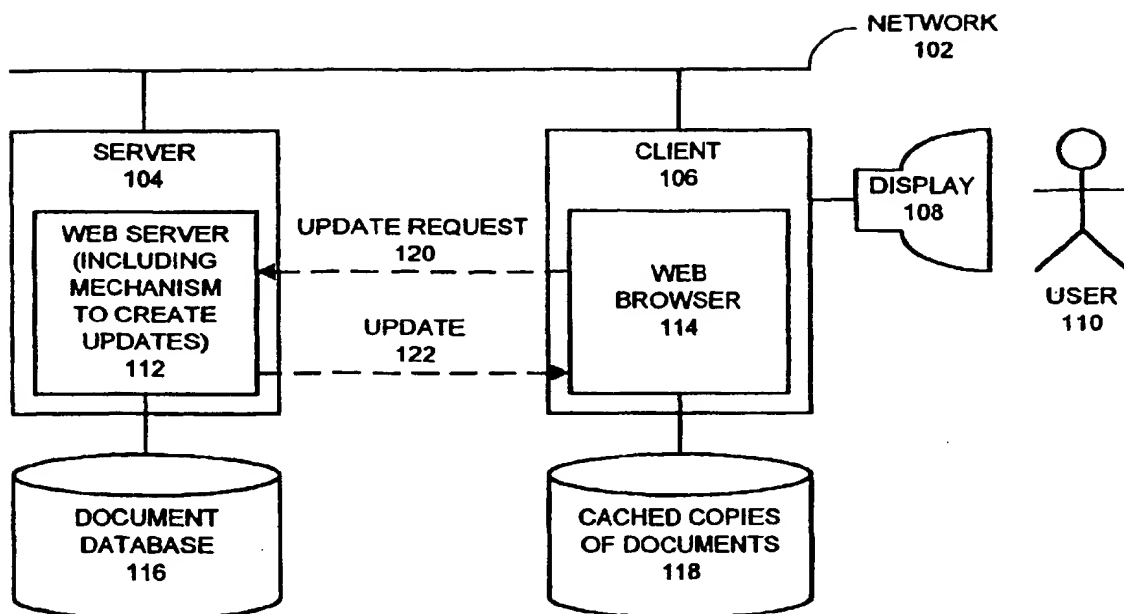 NETWORK
102
SERVER
104
CLIENT
106
DISPLAY
108
WEB SERVER
(INCLUDING
MECHANISM
TO CREATE
UPDATES)
112
UPDATE REQUEST
120
UPDATE
122
WEB
BROWSER
114
USER
110
DOCUMENT
DATABASE
116
CACHED COPIES
OF DOCUMENTS
118